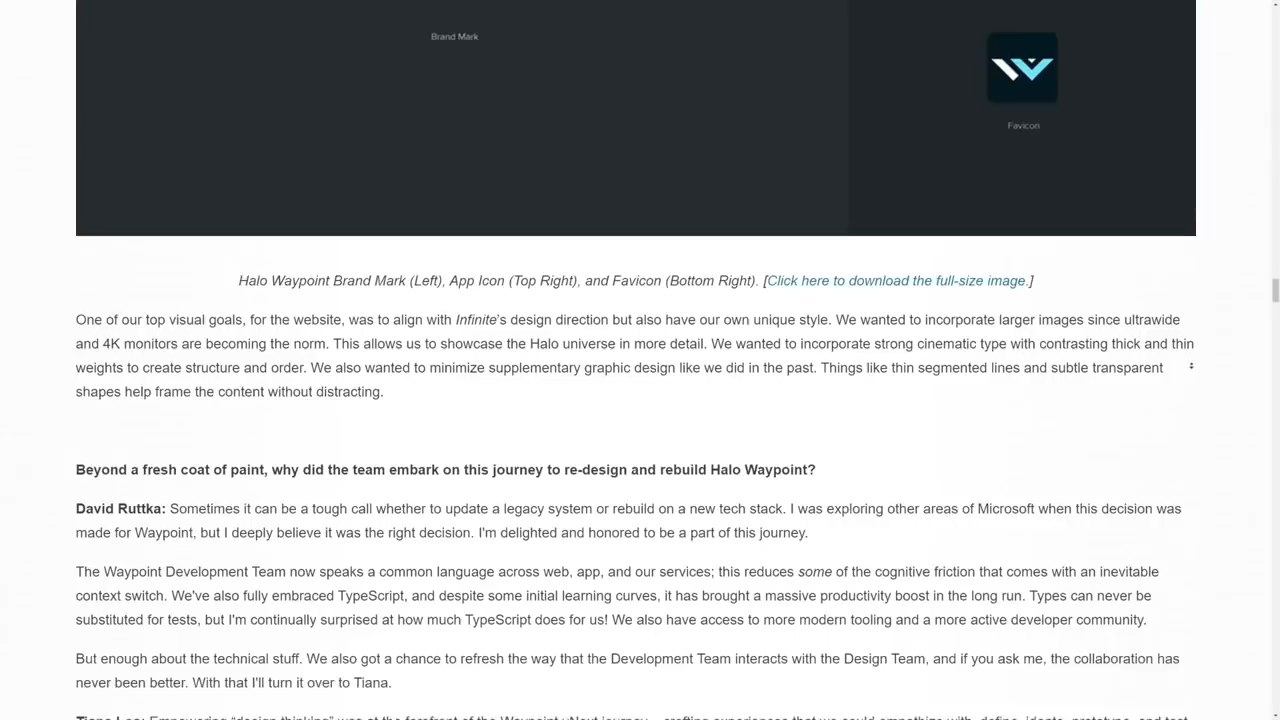 Brand Mark
Favicon
Halo Waypoint Brand Mark (Left), App Icon (Top Right), and Favicon (Bottom Right). [Click here to download the full-size image.]
One of our top visual goals, for the website, was to align with Infinite's design direction but also have our own unique style. We wanted to incorporate larger images since ultrawide
and 4K monitors are becoming the norm. This allows us to showcase the Halo universe in more detail. We wanted to incorporate strong cinematic type with contrasting thick and thin
weights to create structure and order. We also wanted to minimize supplementary graphic design like we did in the past. Things like thin segmented lines and subtle transparent
shapes help frame the content without distracting.
Beyond a fresh coat of paint, why did the team embark on this journey to re-design and rebuild Halo Waypoint?
David Ruttka: Sometimes it can be a tough call whether to update a legacy system or rebuild on a new tech stack. I was exploring other areas of Microsoft when this decision was
made for Waypoint, but I deeply believe it was the right decision. I'm delighted and honored to be a part of this journey.
The Waypoint Development Team now speaks a common language across web, app, and our services; this reduces some of the cognitive friction that comes with an inevitable
context switch. We've also fully embraced TypeScript, and despite some initial learning curves, it has brought a massive productivity boost in the long run. Types can never be
substituted for tests, but I'm continually surprised at how much TypeScript does for us! We also have access to more modern tooling and a more active developer community.
But enough about the technical stuff. We also got a chance to refresh the way that the Development Team interacts with the Design Team, and if you ask me, the collaboration has
never been better. With that I'll turn it over to Tiana.